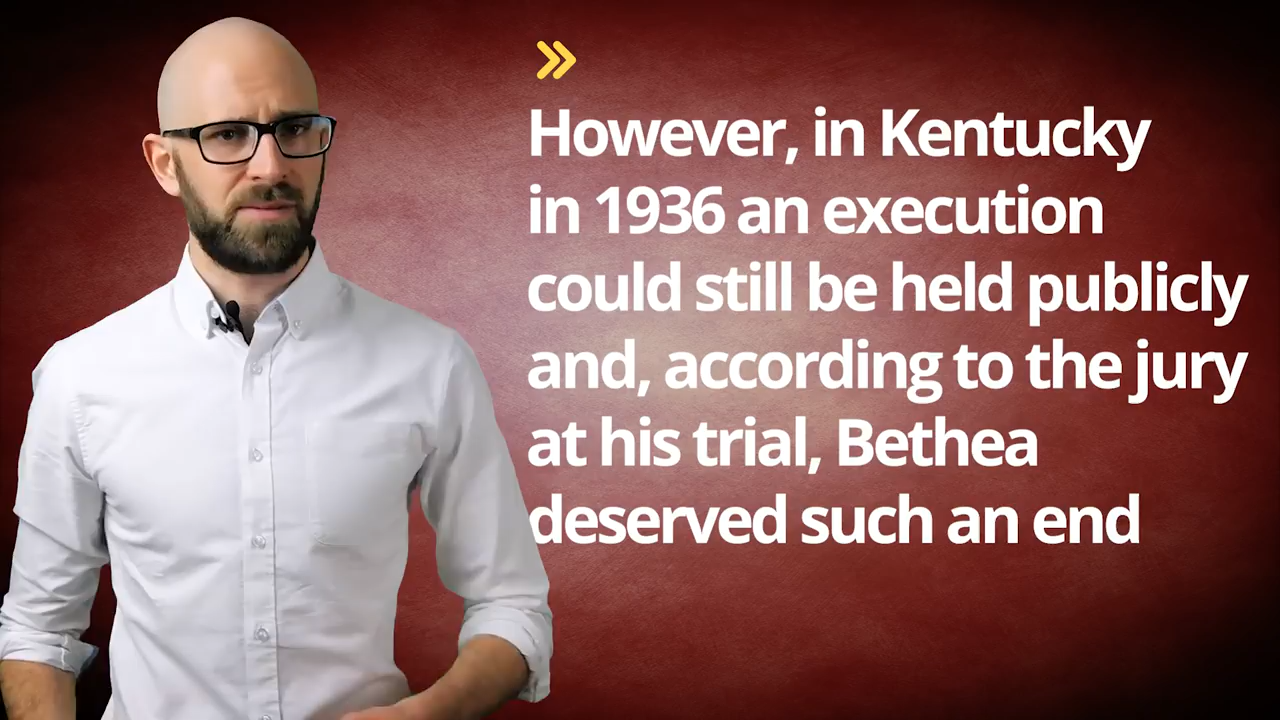 However, in Kentucky
in 1936 an execution
could still be held publicly
and, according to the jury
at his trial, Bethea
deserved such an end